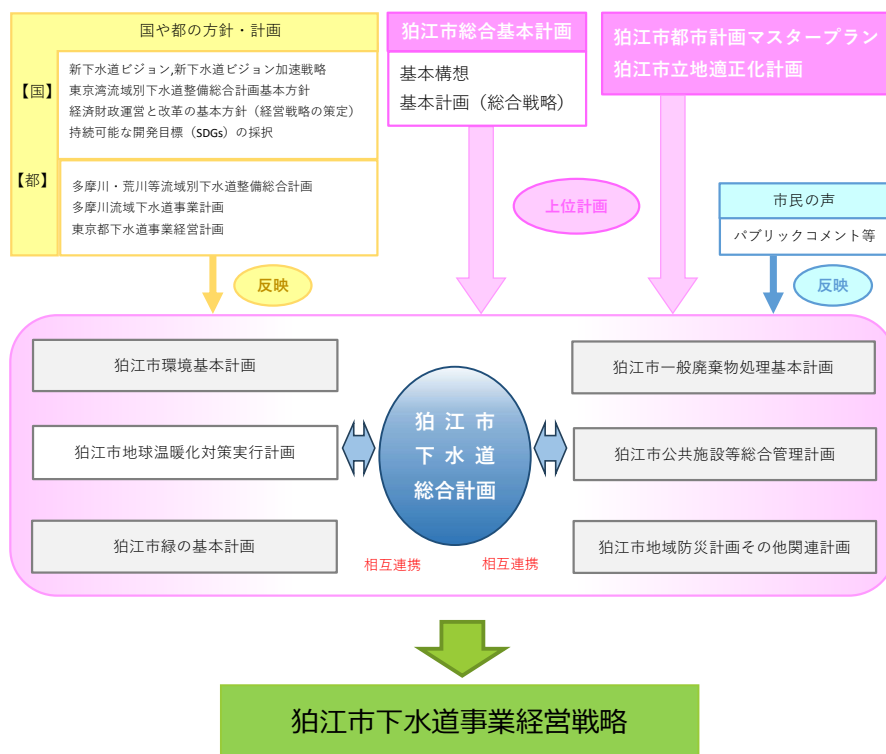 国や都の方針・計画
【国】
新下水道ビジョン,新下水道ビジョン加速戦略
東京湾流域別下水道整備総合計画基本方針
経済財政運営と改革の基本方針（経営戦略の策定）
持続可能な開発目標（SDGs）の採択
【都】
多摩川・荒川等流域別下水道整備総合計画
多摩川流域下水道事業計画
東京都下水道事業経営計画
狛江市総合基本計画
基本構想
基本計画（総合戦略）
狛江市都市計画マスタープラン
狛江市立地適正化計画
上位計画
市民の声
パブリックコメント等
反映
反映
狛江市環境基本計画
狛江市地球温暖化対策実行計画
狛江市緑の基本計画
狛江市
下水道
総合計画
相互連携
相互連携
狛江市一般廃棄物処理基本計画
狛江市公共施設等総合管理計画
狛江市地域防災計画その他関連計画
狛江市下水道事業経営戦略